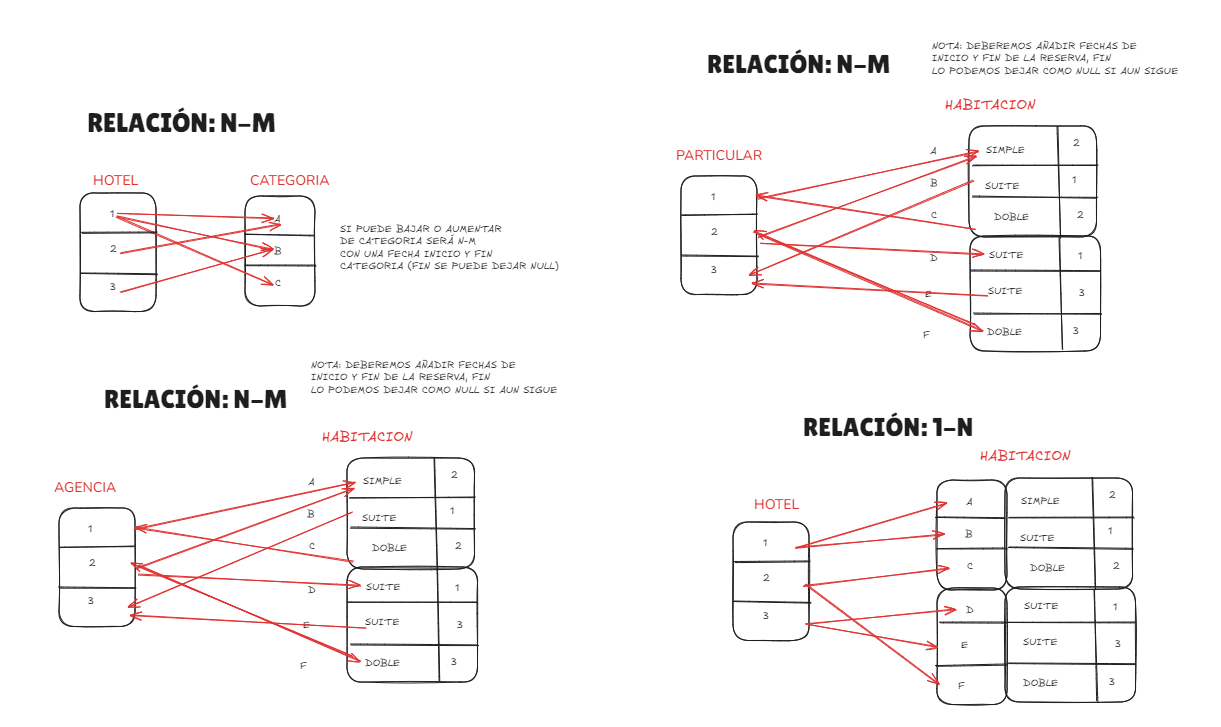 RELACIÓN: N-M
HOTEL
CATEGORIA
1
2
3
A
B
C
SI PUEDE BAJAR O AUMENTAR
DE CATEGORIA SERÁ N-M
CON UNA FECHA INICIO Y FIN
CATEGORIA (FIN SE PUEDE DEJAR NULL)
RELACIÓN: N-M
NOTA: DEBEREMOS AÑADIR FECHAS DE
INICIO Y FIN DE LA RESERVA, FIN
LO PODEMOS DEJAR COMO NULL SI AUN SIGUE
HABITACION
PARTICULAR
1
2
3
A SIMPLE 2
B SUITE 1
C DOBLE 2
D SUITE 1
E SUITE 3
F DOBLE 3
RELACIÓN: N-M
NOTA: DEBEREMOS AÑADIR FECHAS DE
INICIO Y FIN DE LA RESERVA, FIN
LO PODEMOS DEJAR COMO NULL SI AUN SIGUE
HABITACION
AGENCIA
1
2
3
A SIMPLE 2
B SUITE 1
C DOBLE 2
D SUITE 1
E SUITE 3
F DOBLE 3
RELACIÓN: 1-N
HABITACION
HOTEL
1
2
3
A SIMPLE 2
B SUITE 1
C DOBLE 2
D SUITE 1
E SUITE 3
F DOBLE 3